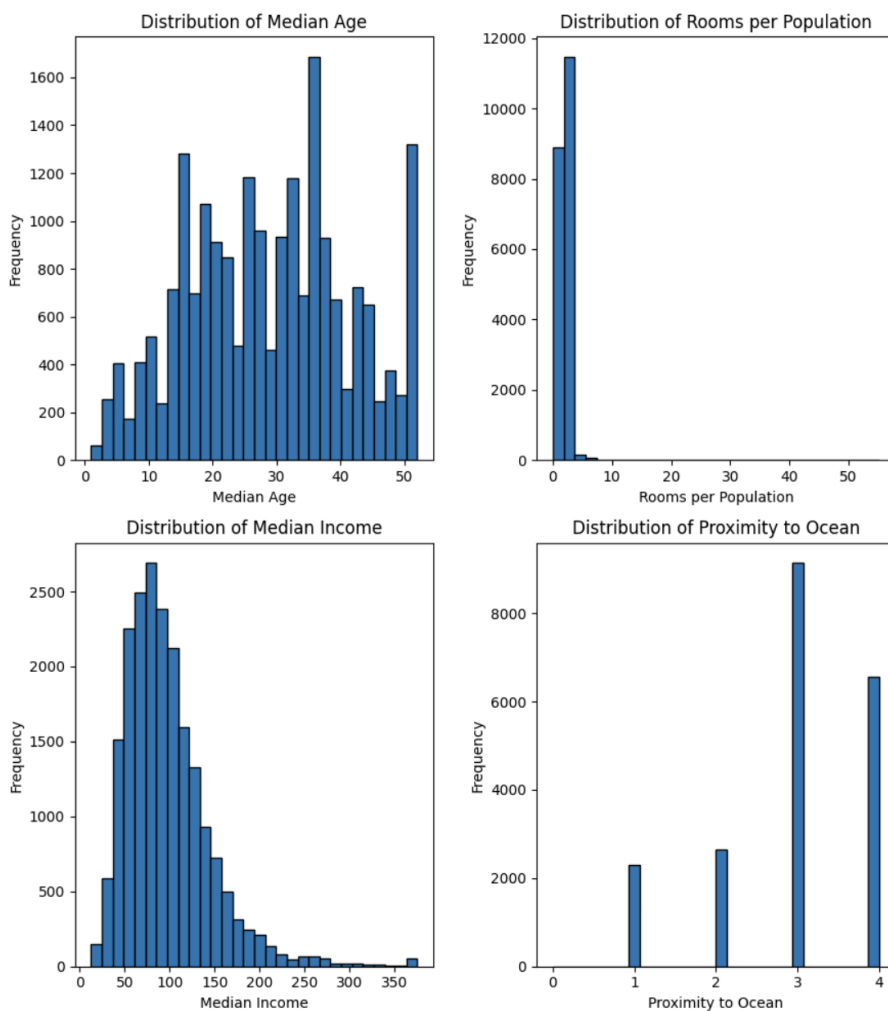 Distribution of Median Age
1600
1400
1200
1000
800
600
400
200
0
Frequency
0 10 20 30 40 50
Median Age
Distribution of Rooms per Population
12000
10000
8000
6000
4000
2000
0
Frequency
0 10 20 30 40 50
Rooms per Population
Distribution of Median Income
2500
2000
1500
1000
500
0
Frequency
0 50 100 150 200 250 300 350
Median Income
Distribution of Proximity to Ocean
8000
6000
4000
2000
0
Frequency
0 1 2 3 4
Proximity to Ocean